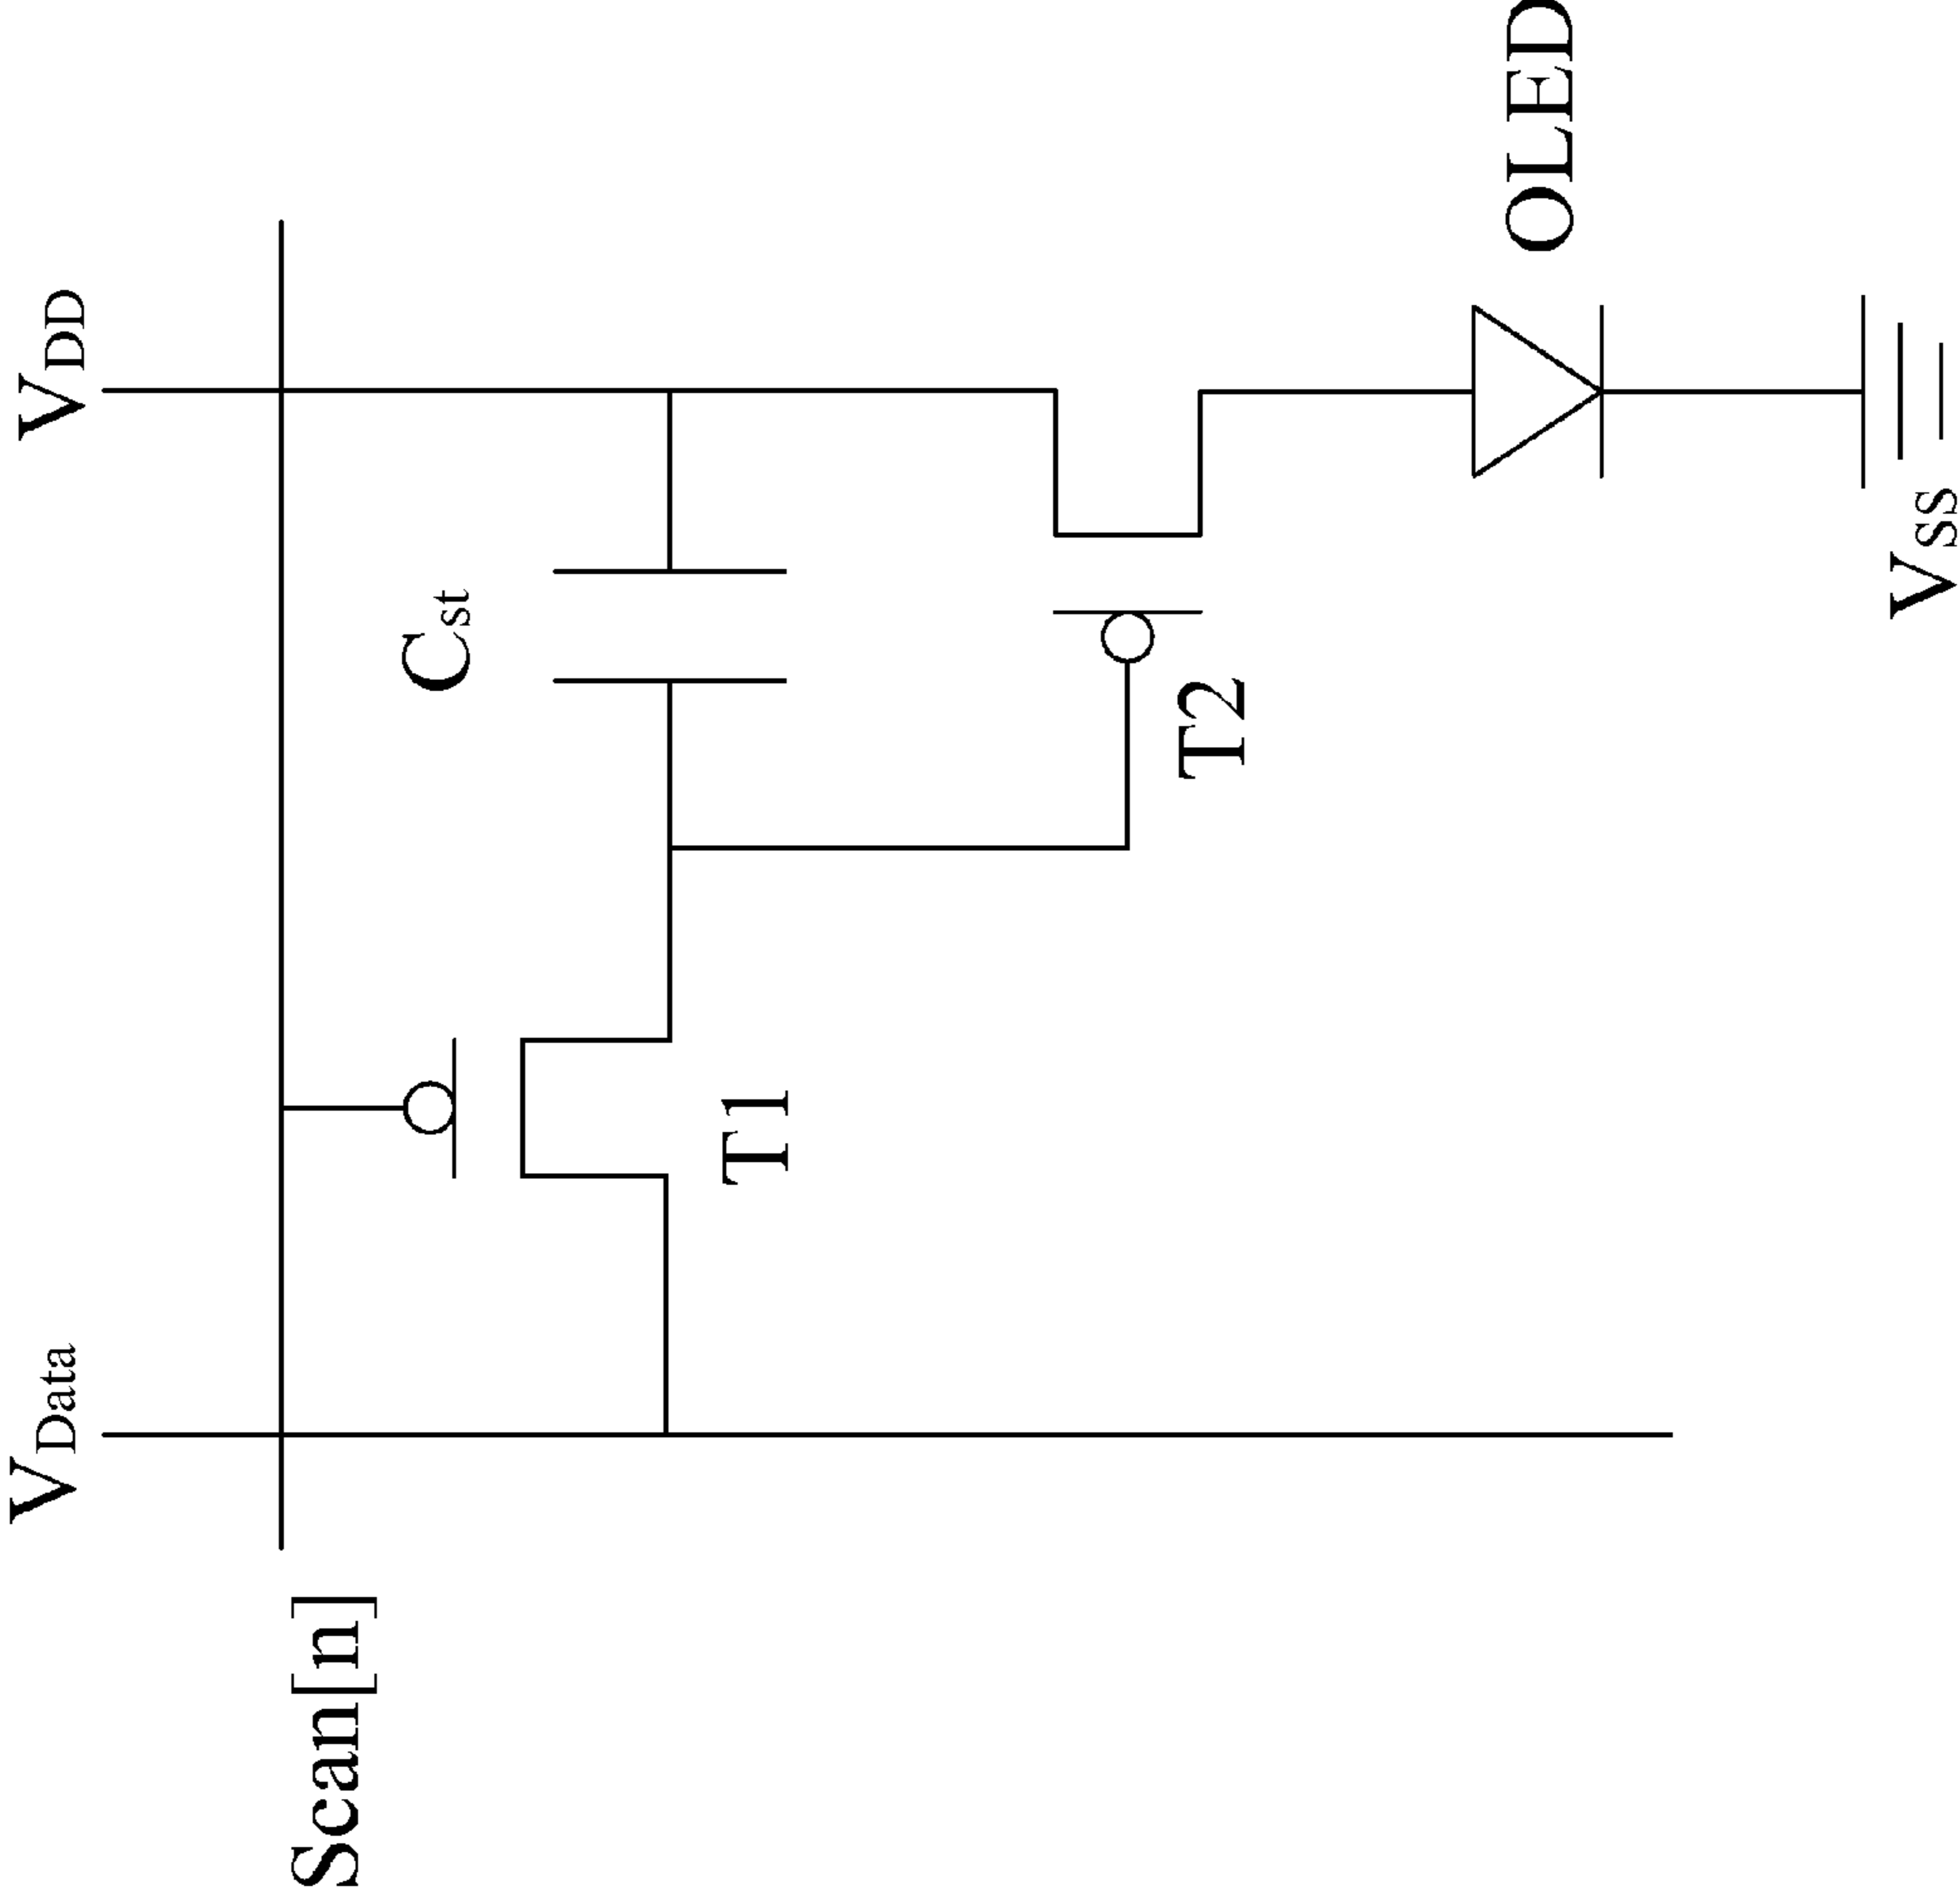 VData
VDD
Scan[n]
Cst
T1
T2
OLED
VSS